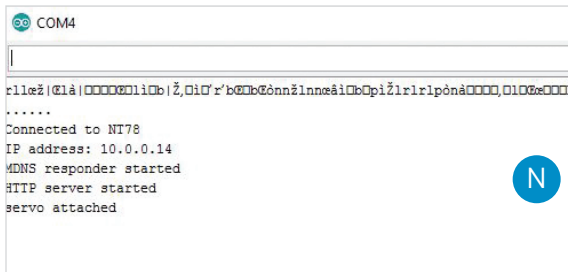 COM4
......
Connected to NT78
IP address: 10.0.0.14
MDNS responder started
HTTP server started
servo attached
N